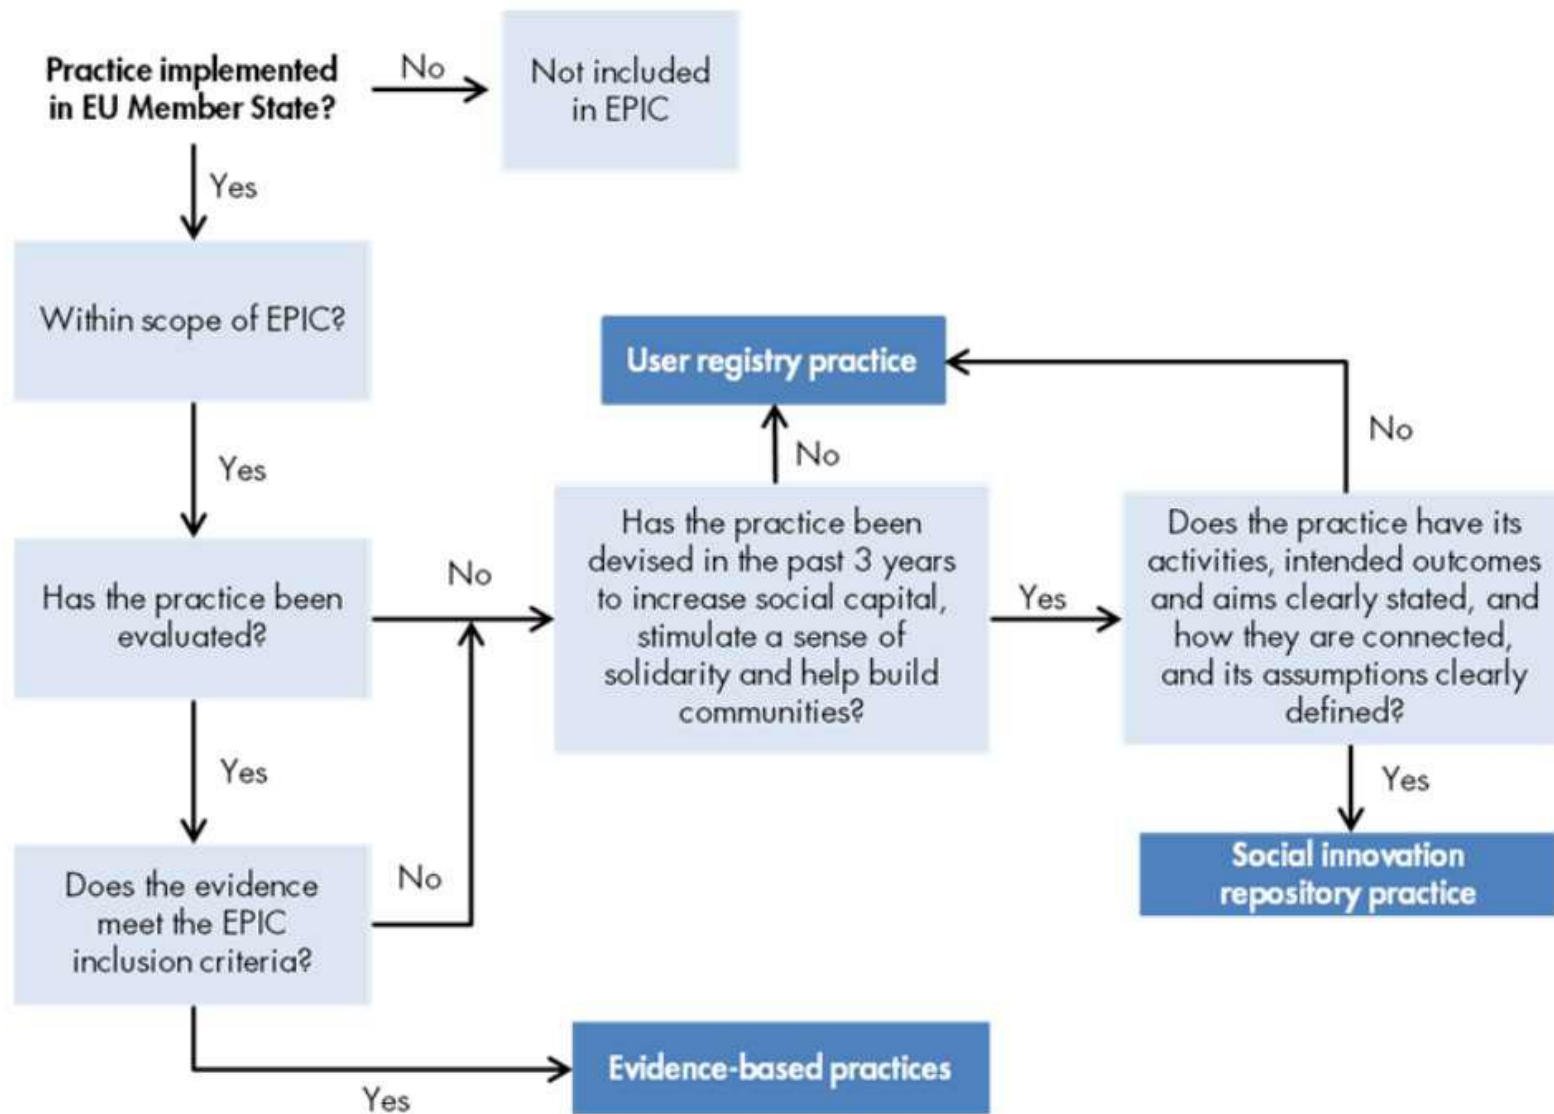 Practice implemented
in EU Member State?
No
Not included
in EPIC
Yes
Within scope of EPIC?
Yes
User registry practice
No
No
Has the practice been
evaluated?
No
Has the practice been
devised in the past 3 years
to increase social capital,
stimulate a sense of
solidarity and help build
communities?
Yes
Does the practice have its
activities, intended outcomes
and aims clearly stated, and
how they are connected,
and its assumptions clearly
defined?
Yes
Yes
Social innovation
repository practice
Does the evidence
meet the EPIC
inclusion criteria?
No
Yes
Evidence-based practices